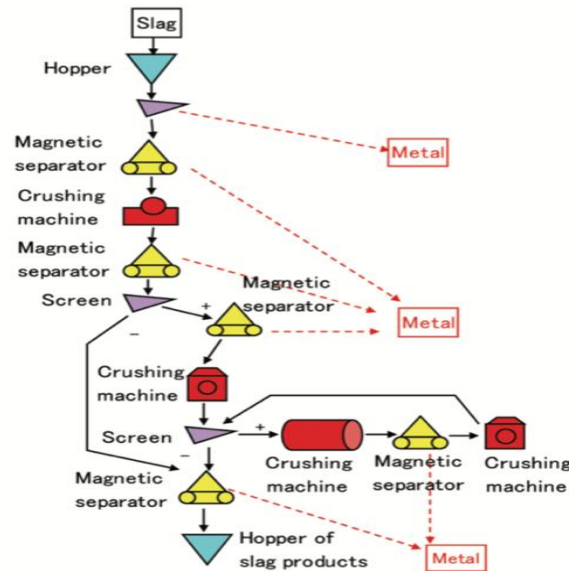 Slag
Hopper
Metal
Magnetic
separator
Crushing
machine
Magnetic
separator
Magnetic
separator
Screen
+
Metal
-
Crushing
machine
Screen
+
-
Crushing
machine
Magnetic
separator
Crushing
machine
Magnetic
separator
Hopper of
slag products
Metal